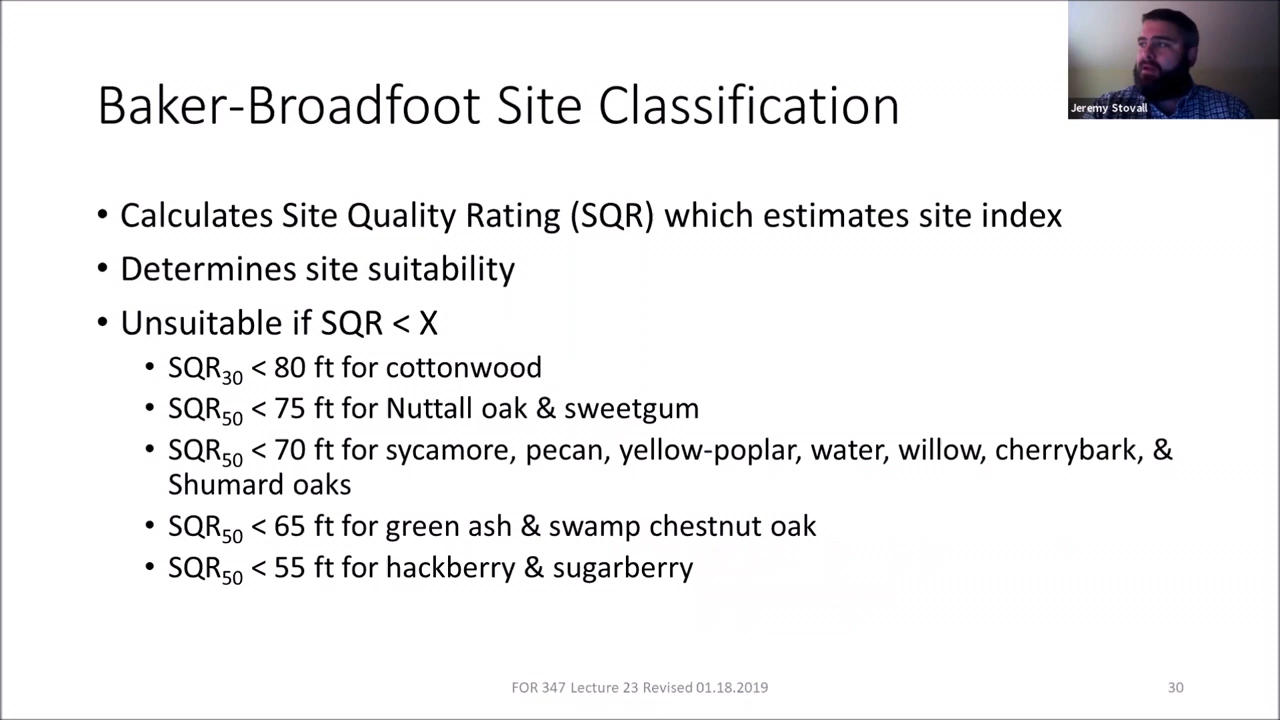 Jeremy Stovall
Baker-Broadfoot Site Classification
• Calculates Site Quality Rating (SQR) which estimates site index
• Determines site suitability
• Unsuitable if SQR < X
• SQR₃₀ < 80 ft for cottonwood
• SQR₅₀ < 75 ft for Nuttall oak & sweetgum
• SQR₅₀ < 70 ft for sycamore, pecan, yellow-poplar, water, willow, cherrybark, &
Shumard oaks
• SQR₅₀ < 65 ft for green ash & swamp chestnut oak
• SQR₅₀ < 55 ft for hackberry & sugarberry
FOR 347 Lecture 23 Revised 01.18.2019
30